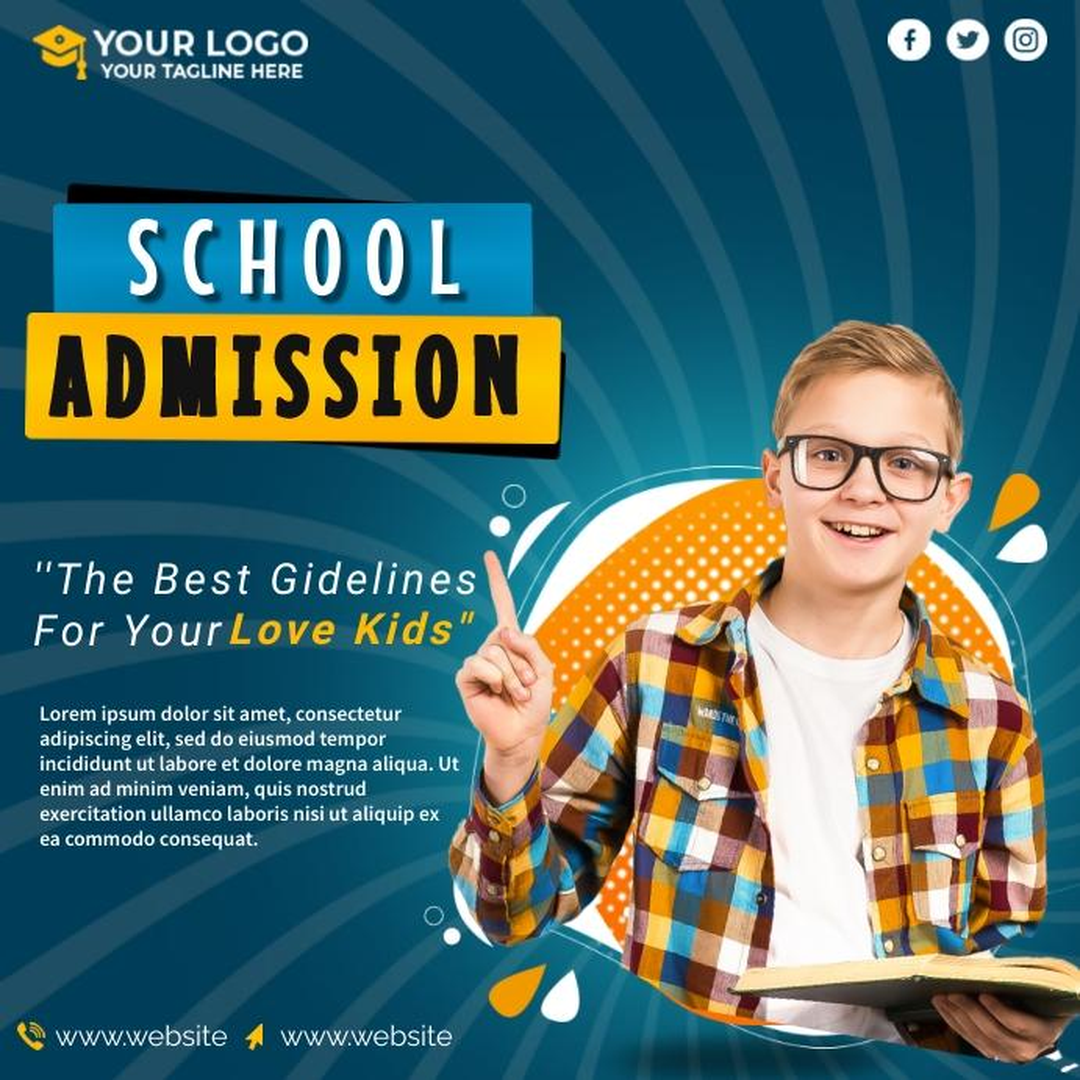 YOUR LOGO
YOUR TAGLINE HERE
SCHOOL
ADMISSION
"The Best Gidelines
For Your Love Kids"
Lorem ipsum dolor sit amet, consectetur
adipiscing elit, sed do eiusmod tempor
incididunt ut labore et dolore magna aliqua. Ut
enim ad minim veniam, quis nostrud
exercitation ullamco laboris nisi ut aliquip ex
ea commodo consequat.
www.website www.website